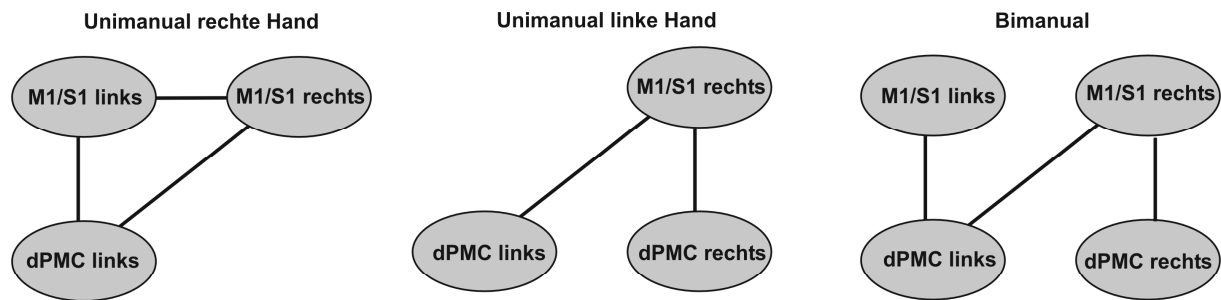 Unimanual rechte Hand
M1/S1 links
M1/S1 rechts
dPMC links
Unimanual linke Hand
M1/S1 rechts
dPMC links
dPMC rechts
Bimanual
M1/S1 links
M1/S1 rechts
dPMC links
dPMC rechts